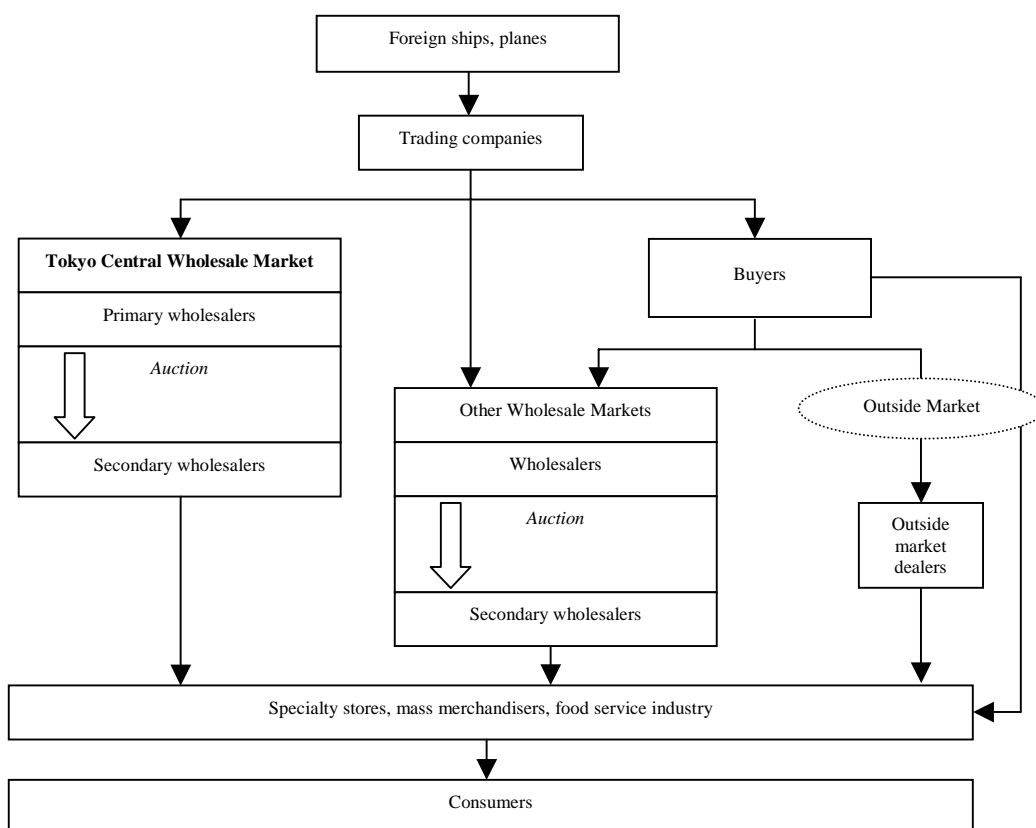 Foreign ships, planes
Trading companies
Tokyo Central Wholesale Market
Primary wholesalers
Auction
Secondary wholesalers
Buyers
Other Wholesale Markets
Wholesalers
Auction
Secondary wholesalers
Outside Market
Outside
market
dealers
Specialty stores, mass merchandisers, food service industry
Consumers